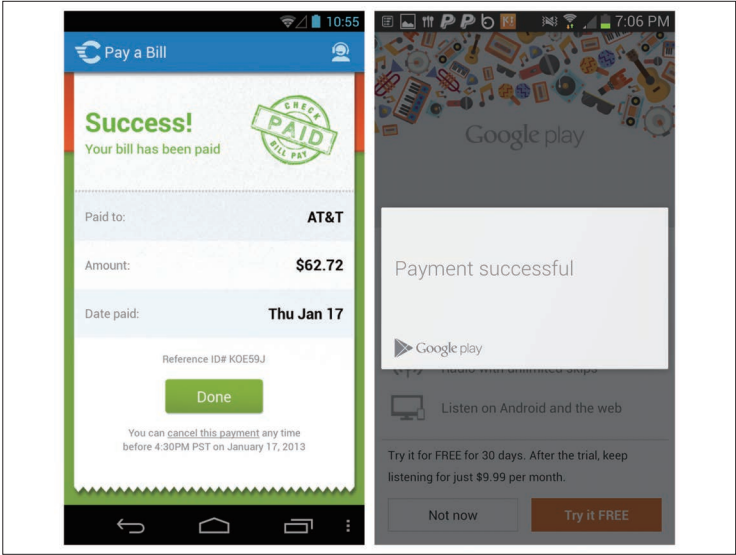 10:55
Pay a Bill
Success!
Your bill has been paid
CHECK
PAID
BILL PAY
Paid to:
AT&T
Amount:
$62.72
Date paid:
Thu Jan 17
Reference ID# KOE59J
Done
You can cancel this payment any time
before 4:30PM PST on January 17, 2013
7:06 PM
Google play
Payment successful
Google play
Radio with unlimited skips
Listen on Android and the web
Try it for FREE for 30 days. After the trial, keep
listening for just $9.99 per month.
Not now
Try it FREE